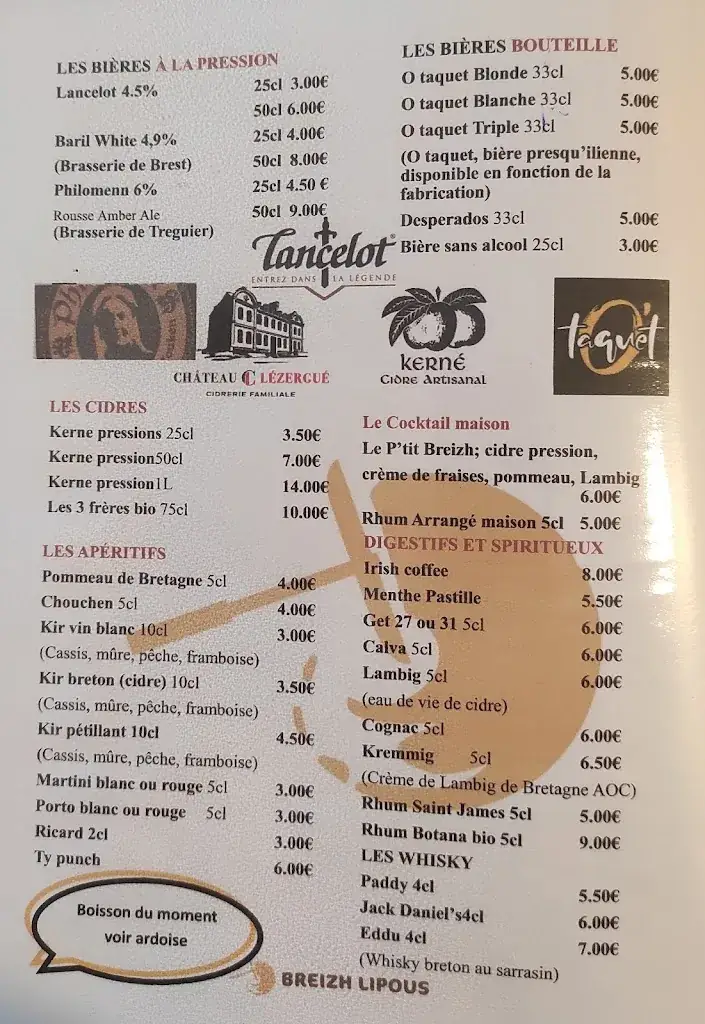 LES BIÈRES À LA PRESSION
Lancelot 4.5% 25cl 3.00€
50cl 6.00€
Baril White 4,9% 25cl 4.00€
(Brasserie de Brest) 50cl 8.00€
Philomenn 6% 25cl 4.50 €
Rousse Amber Ale 50cl 9.00€
(Brasserie de Treguier)
LES BIÈRES BOUTEILLE
O taquet Blonde 33cl 5.00€
O taquet Blanche 33cl 5.00€
O taquet Triple 33cl 5.00€
(O taquet, bière presqu'ilienne,
disponible en fonction de la
fabrication)
Desperados 33cl 5.00€
Bière sans alcool 25cl 3.00€
Lancelot
ENTREZ DANS LA LÉGENDE
CHÂTEAU LÉZERGUÉ
CIDRERIE FAMILIALE
kerné
CIDRE ARTISANAL
O'
taquet
LES CIDRES
Kerne pressions 25cl 3.50€
Kerne pression50cl 7.00€
Kerne pression1L 14.00€
Les 3 frères bio 75cl 10.00€
LES APÉRITIFS
Pommeau de Bretagne 5cl 4.00€
Chouchen 5cl 4.00€
Kir vin blanc 10cl 3.00€
(Cassis, mûre, pêche, framboise)
Kir breton (cidre) 10cl 3.50€
(Cassis, mûre, pêche, framboise)
Kir pétillant 10cl 4.50€
(Cassis, mûre, pêche, framboise)
Martini blanc ou rouge 5cl 3.00€
Porto blanc ou rouge 5cl 3.00€
Ricard 2cl 3.00€
Ty punch 6.00€
Boisson du moment
voir ardoise
Le Cocktail maison
Le P'tit Breizh; cidre pression,
crème de fraises, pommeau, Lambig
6.00€
Rhum Arrangé maison 5cl 5.00€
DIGESTIFS ET SPIRITUEUX
Irish coffee 8.00€
Menthe Pastille 5.50€
Get 27 ou 31 5cl 6.00€
Calva 5cl 6.00€
Lambig 5cl 6.00€
(eau de vie de cidre)
Cognac 5cl 6.00€
Kremmig 5cl 6.50€
(Crème de Lambig de Bretagne AOC)
Rhum Saint James 5cl 5.00€
Rhum Botana bio 5cl 9.00€
LES WHISKY
Paddy 4cl 5.50€
Jack Daniel's4cl 6.00€
Eddu 4cl 7.00€
(Whisky breton au sarrasin)
BREIZH LIPOUS